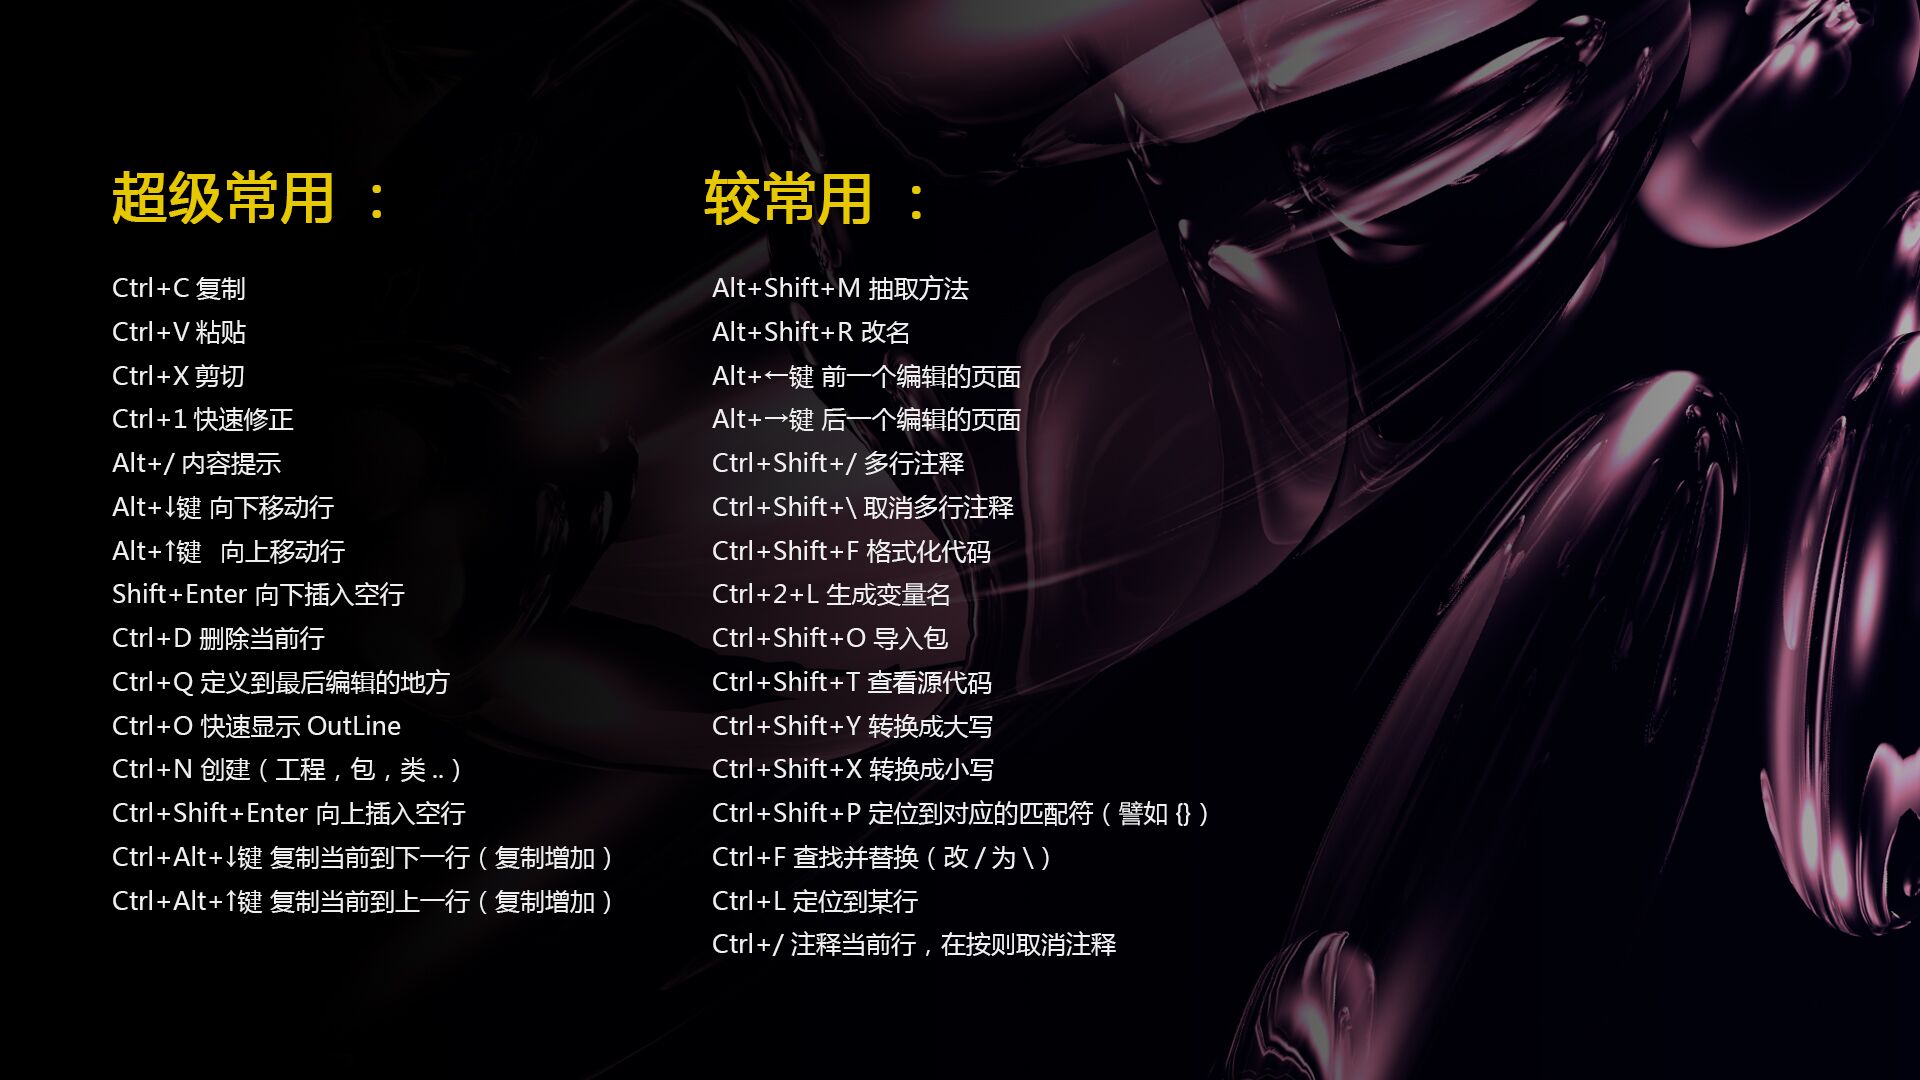 超级常用 ：
Ctrl+C 复制
Ctrl+V 粘贴
Ctrl+X 剪切
Ctrl+1 快速修正
Alt+/ 内容提示
Alt+↓键 向下移动行
Alt+↑键 向上移动行
Shift+Enter 向下插入空行
Ctrl+D 删除当前行
Ctrl+Q 定义到最后编辑的地方
Ctrl+O 快速显示 OutLine
Ctrl+N 创建（工程，包，类 ..）
Ctrl+Shift+Enter 向上插入空行
Ctrl+Alt+↓键 复制当前到下一行（复制增加）
Ctrl+Alt+↑键 复制当前到上一行（复制增加）
较常用 ：
Alt+Shift+M 抽取方法
Alt+Shift+R 改名
Alt+←键 前一个编辑的页面
Alt+→键 后一个编辑的页面
Ctrl+Shift+/ 多行注释
Ctrl+Shift+\ 取消多行注释
Ctrl+Shift+F 格式化代码
Ctrl+2+L 生成变量名
Ctrl+Shift+O 导入包
Ctrl+Shift+T 查看源代码
Ctrl+Shift+Y 转换成大写
Ctrl+Shift+X 转换成小写
Ctrl+Shift+P 定位到对应的匹配符（譬如 {}）
Ctrl+F 查找并替换（改 / 为 \）
Ctrl+L 定位到某行
Ctrl+/ 注释当前行，在按则取消注释